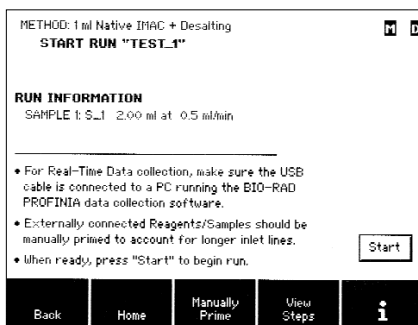 METHOD: 1 ml Native IMAC + Desalting
M D
START RUN "TEST_1"
RUN INFORMATION
SAMPLE 1: S_1 2.00 ml at 0.5 ml/min
• For Real-Time Data collection, make sure the USB
cable is connected to a PC running the BIO-RAD
PROFINIA data collection software.
• Externally connected Reagents/Samples should be
manually primed to account for longer inlet lines.
• When ready, press "Start" to begin run.
Start
Back
Home
Manually
Prime
View
Steps
i